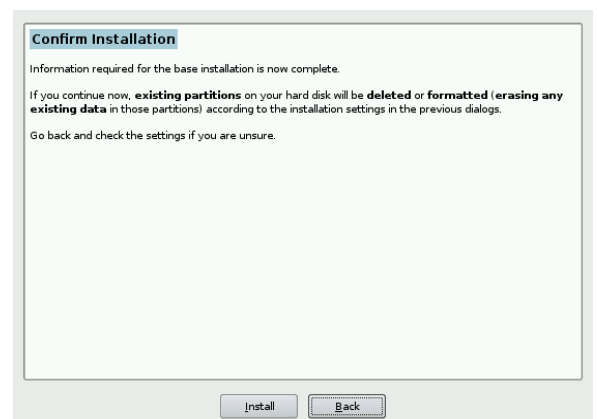 Confirm Installation
Information required for the base installation is now complete.
If you continue now, existing partitions on your hard disk will be deleted or formatted (erasing any
existing data in those partitions) according to the installation settings in the previous dialogs.
Go back and check the settings if you are unsure.
Install
Back